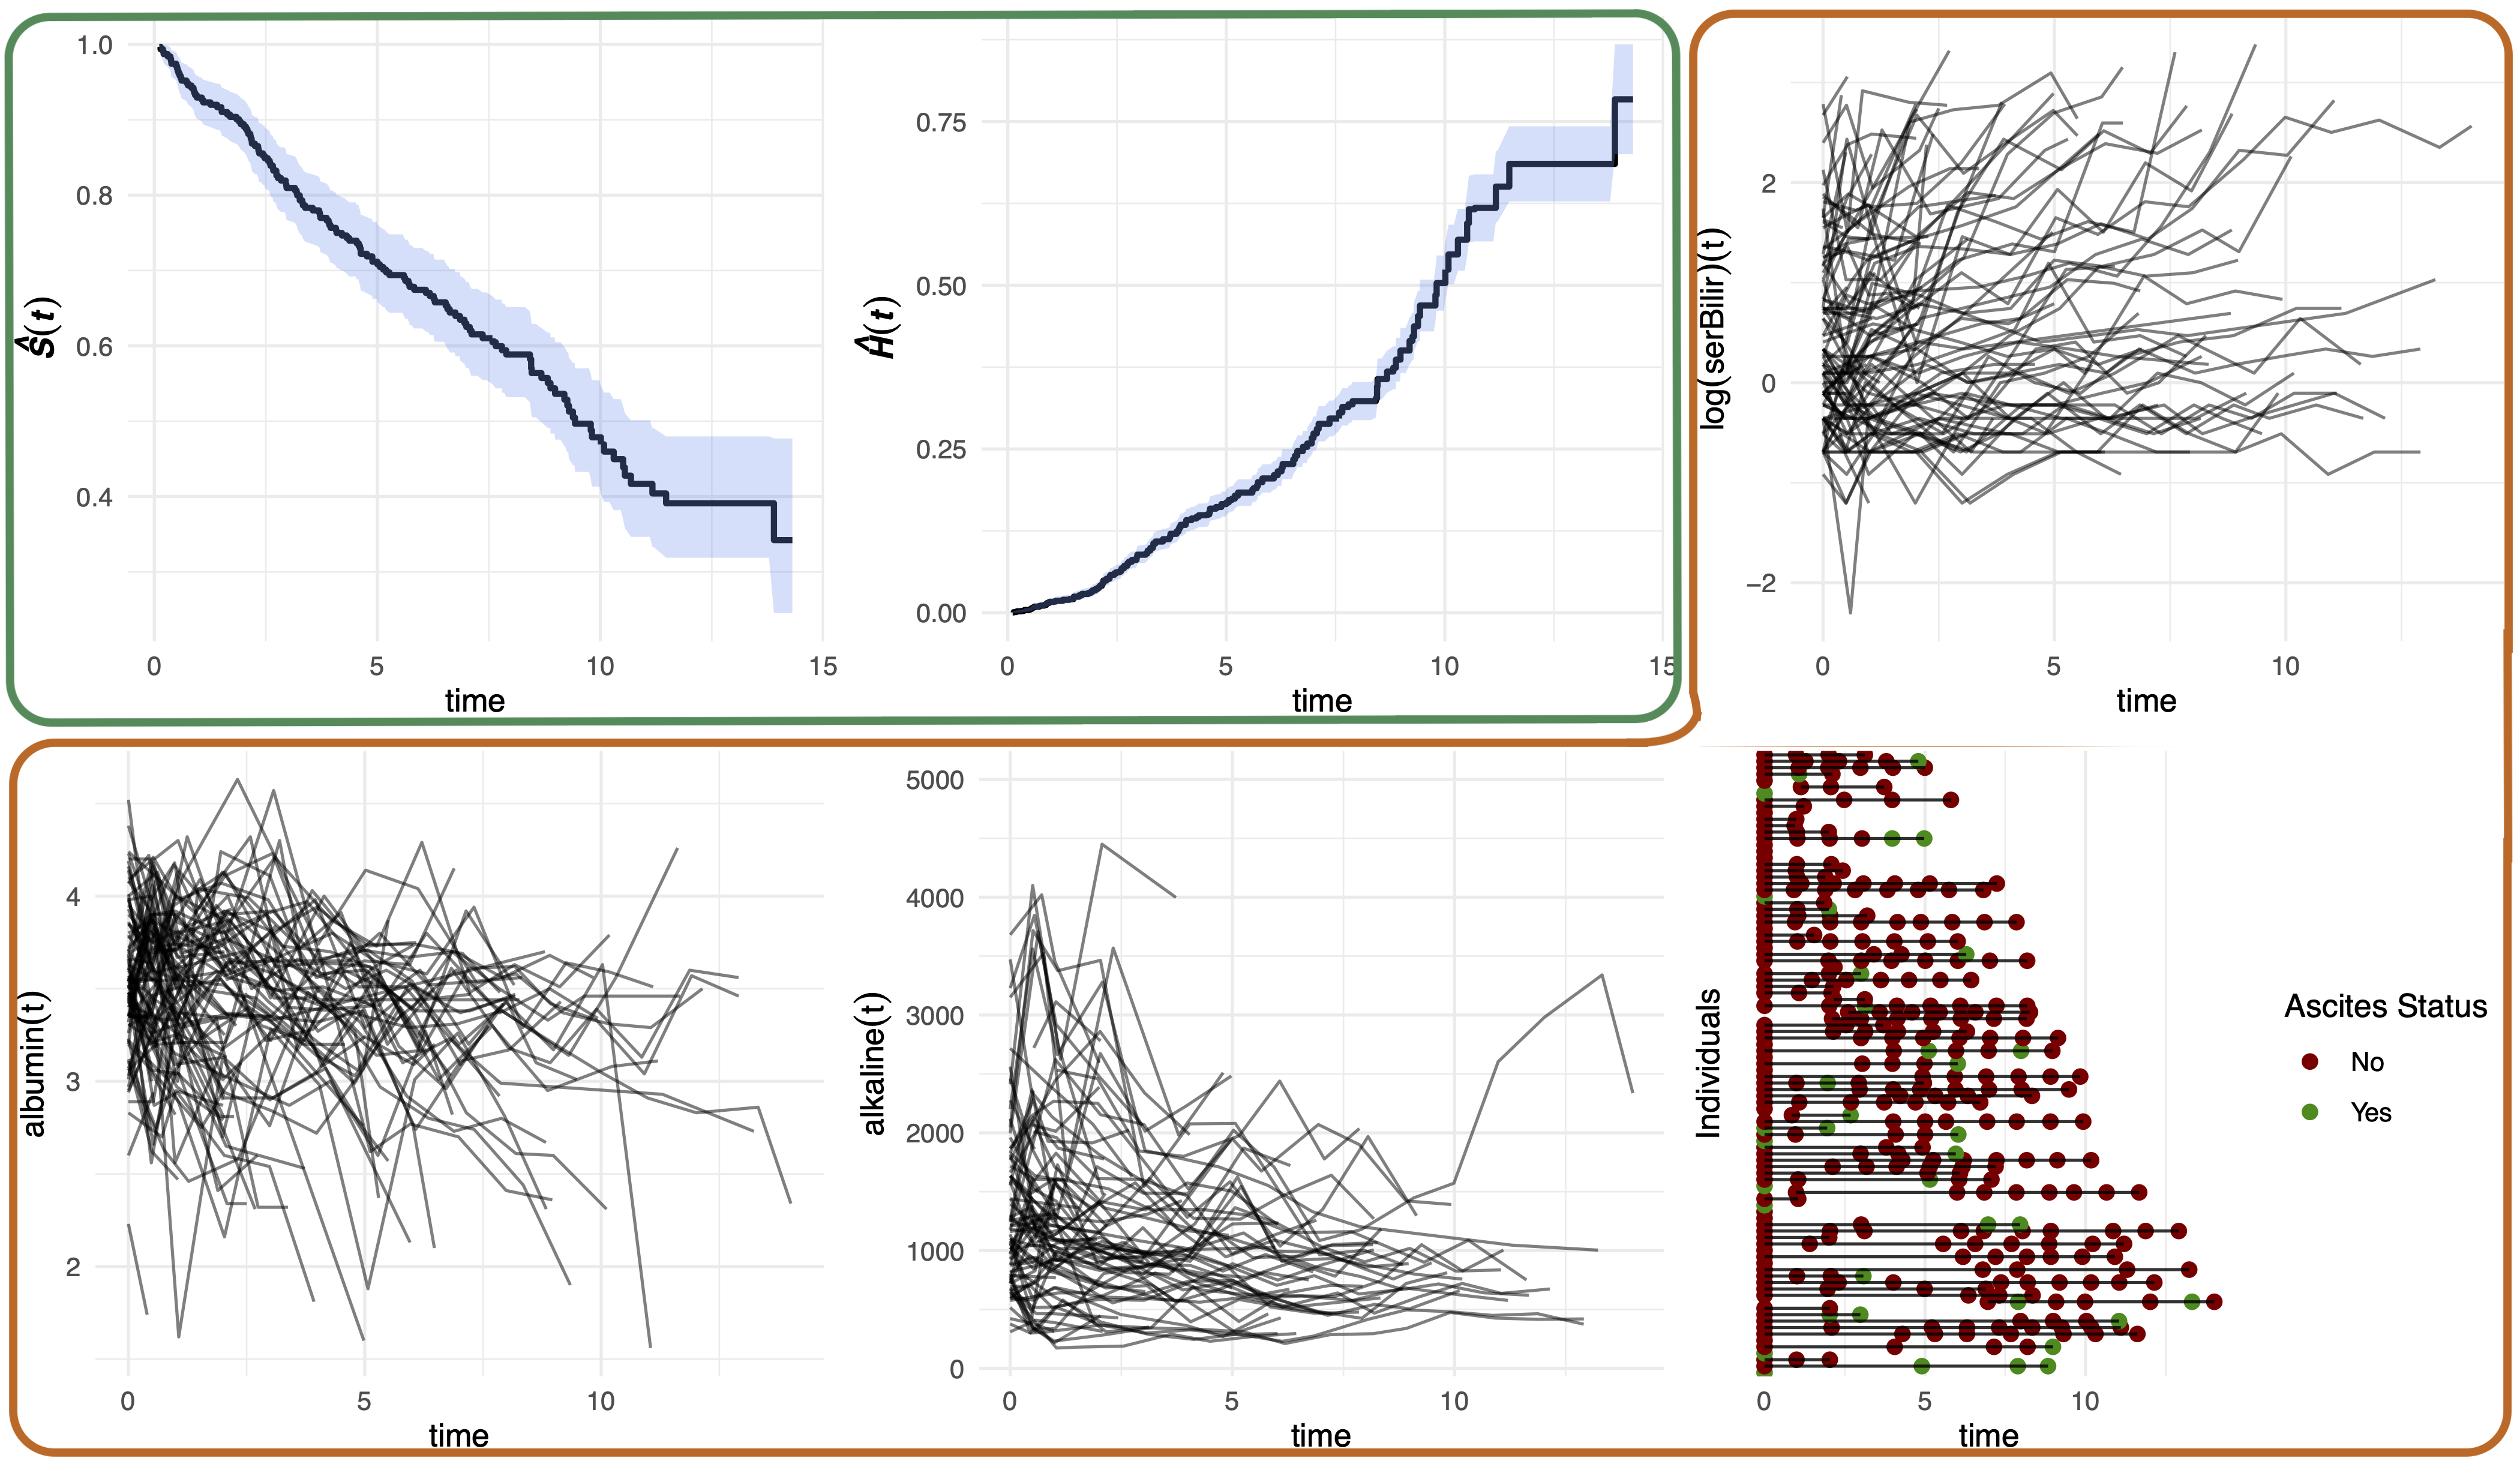 1.0
0.8
0.6
0.4
Ŝ(t)
0
5
10
15
time
0.75
0.50
0.25
0.00
Ĥ(t)
0
5
10
15
time
2
0
−2
log(serBilir)(t)
0
5
10
time
4
3
2
albumin(t)
0
5
10
time
5000
4000
3000
2000
1000
0
alkaline(t)
0
5
10
time
Individuals
0
5
10
time
Ascites Status
No
Yes